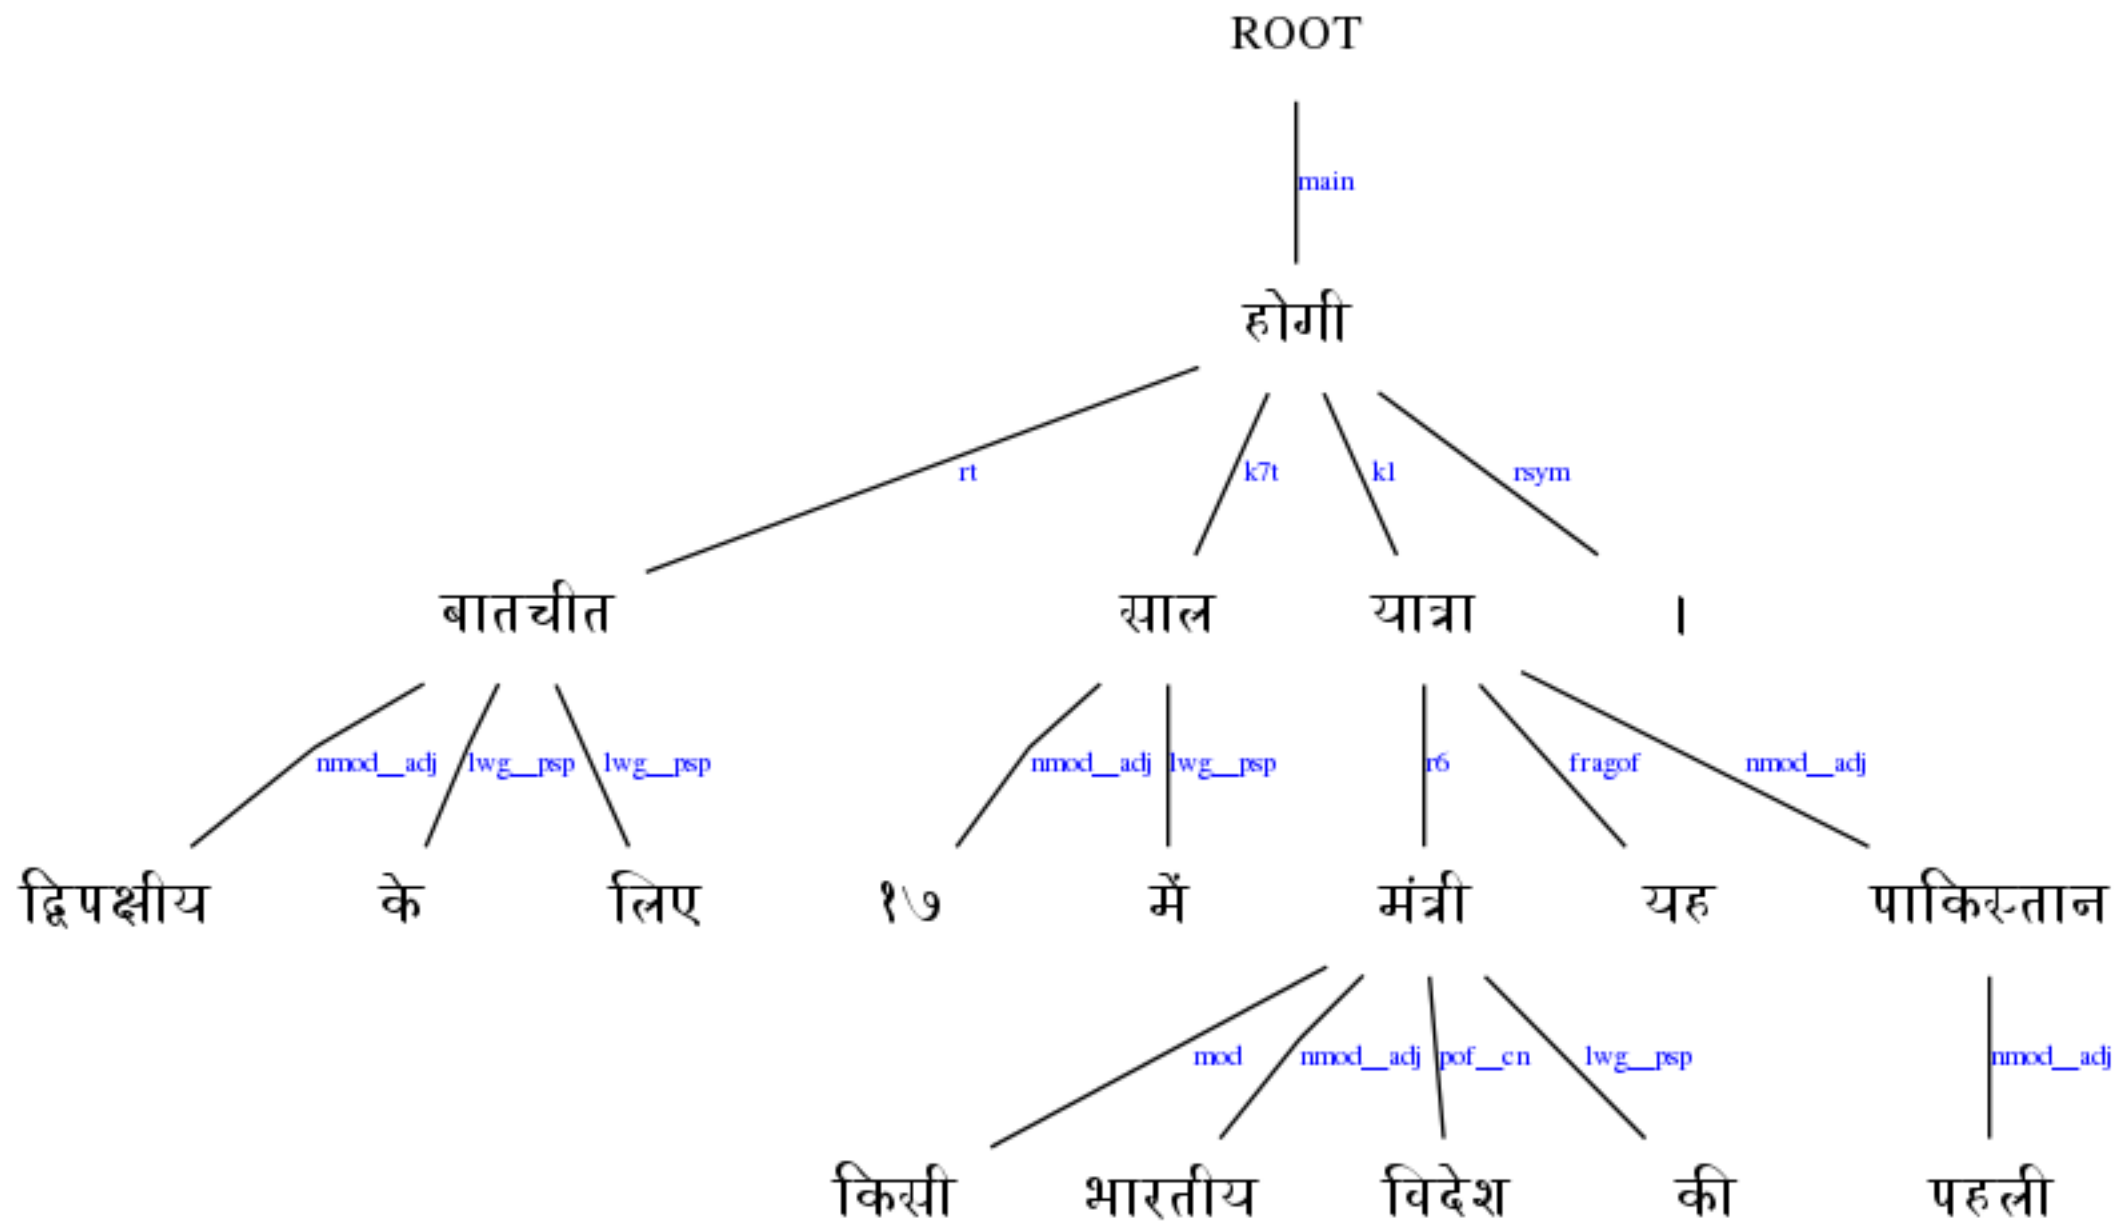 ROOT
main
होगी
rt k7t k1 rsym
बातचीत साल यात्रा ।
nmod__adj lwg__psp lwg__psp nmod__adj lwg__psp r6 fragof nmod__adj
द्विपक्षीय के लिए १७ में मंत्री यह पाकिस्तान
mod nmod__adj pof__cn lwg__psp nmod__adj
किसी भारतीय विदेश की पहली